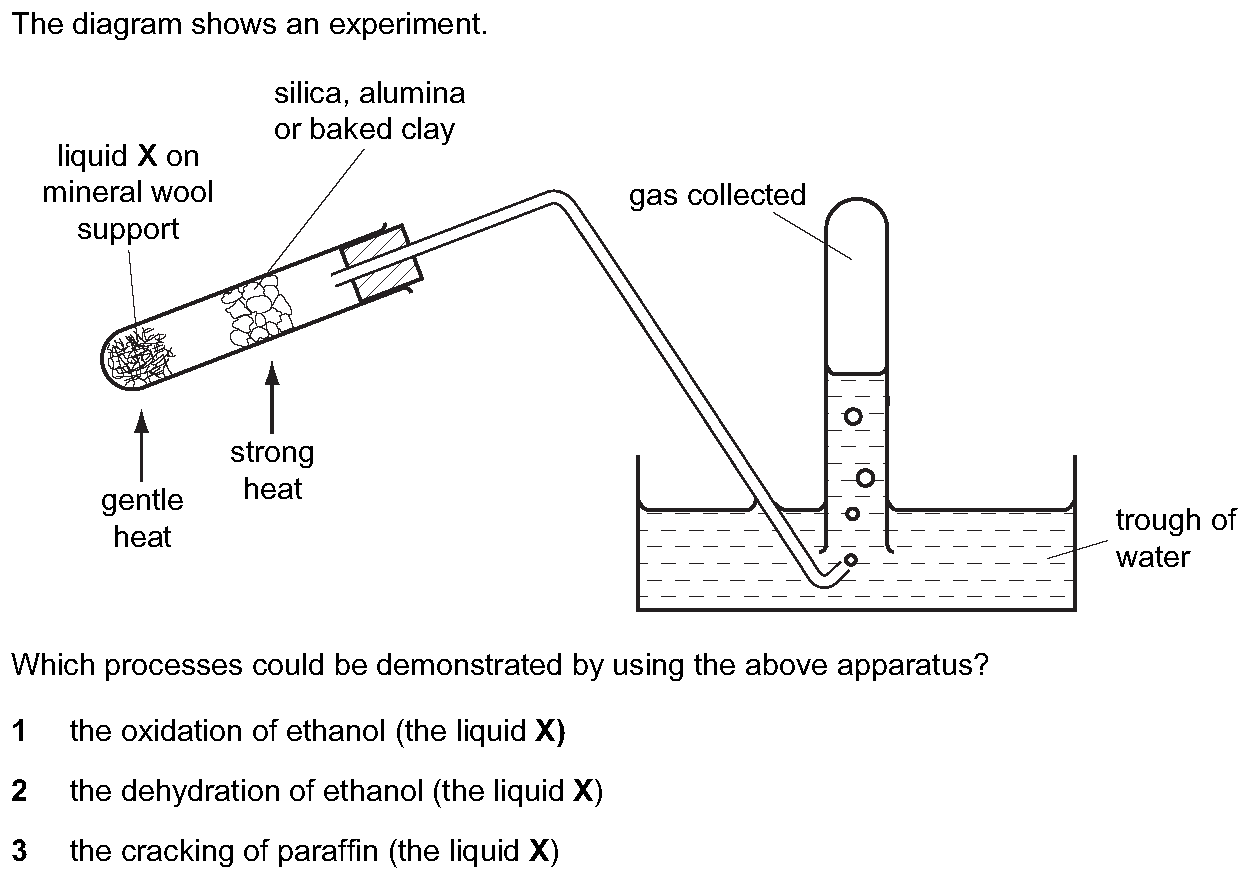 The diagram shows an experiment.
silica, alumina
or baked clay
liquid X on
mineral wool
support
gas collected
strong
heat
gentle
heat
trough of
water
Which processes could be demonstrated by using the above apparatus?
1 the oxidation of ethanol (the liquid X)
2 the dehydration of ethanol (the liquid X)
3 the cracking of paraffin (the liquid X)